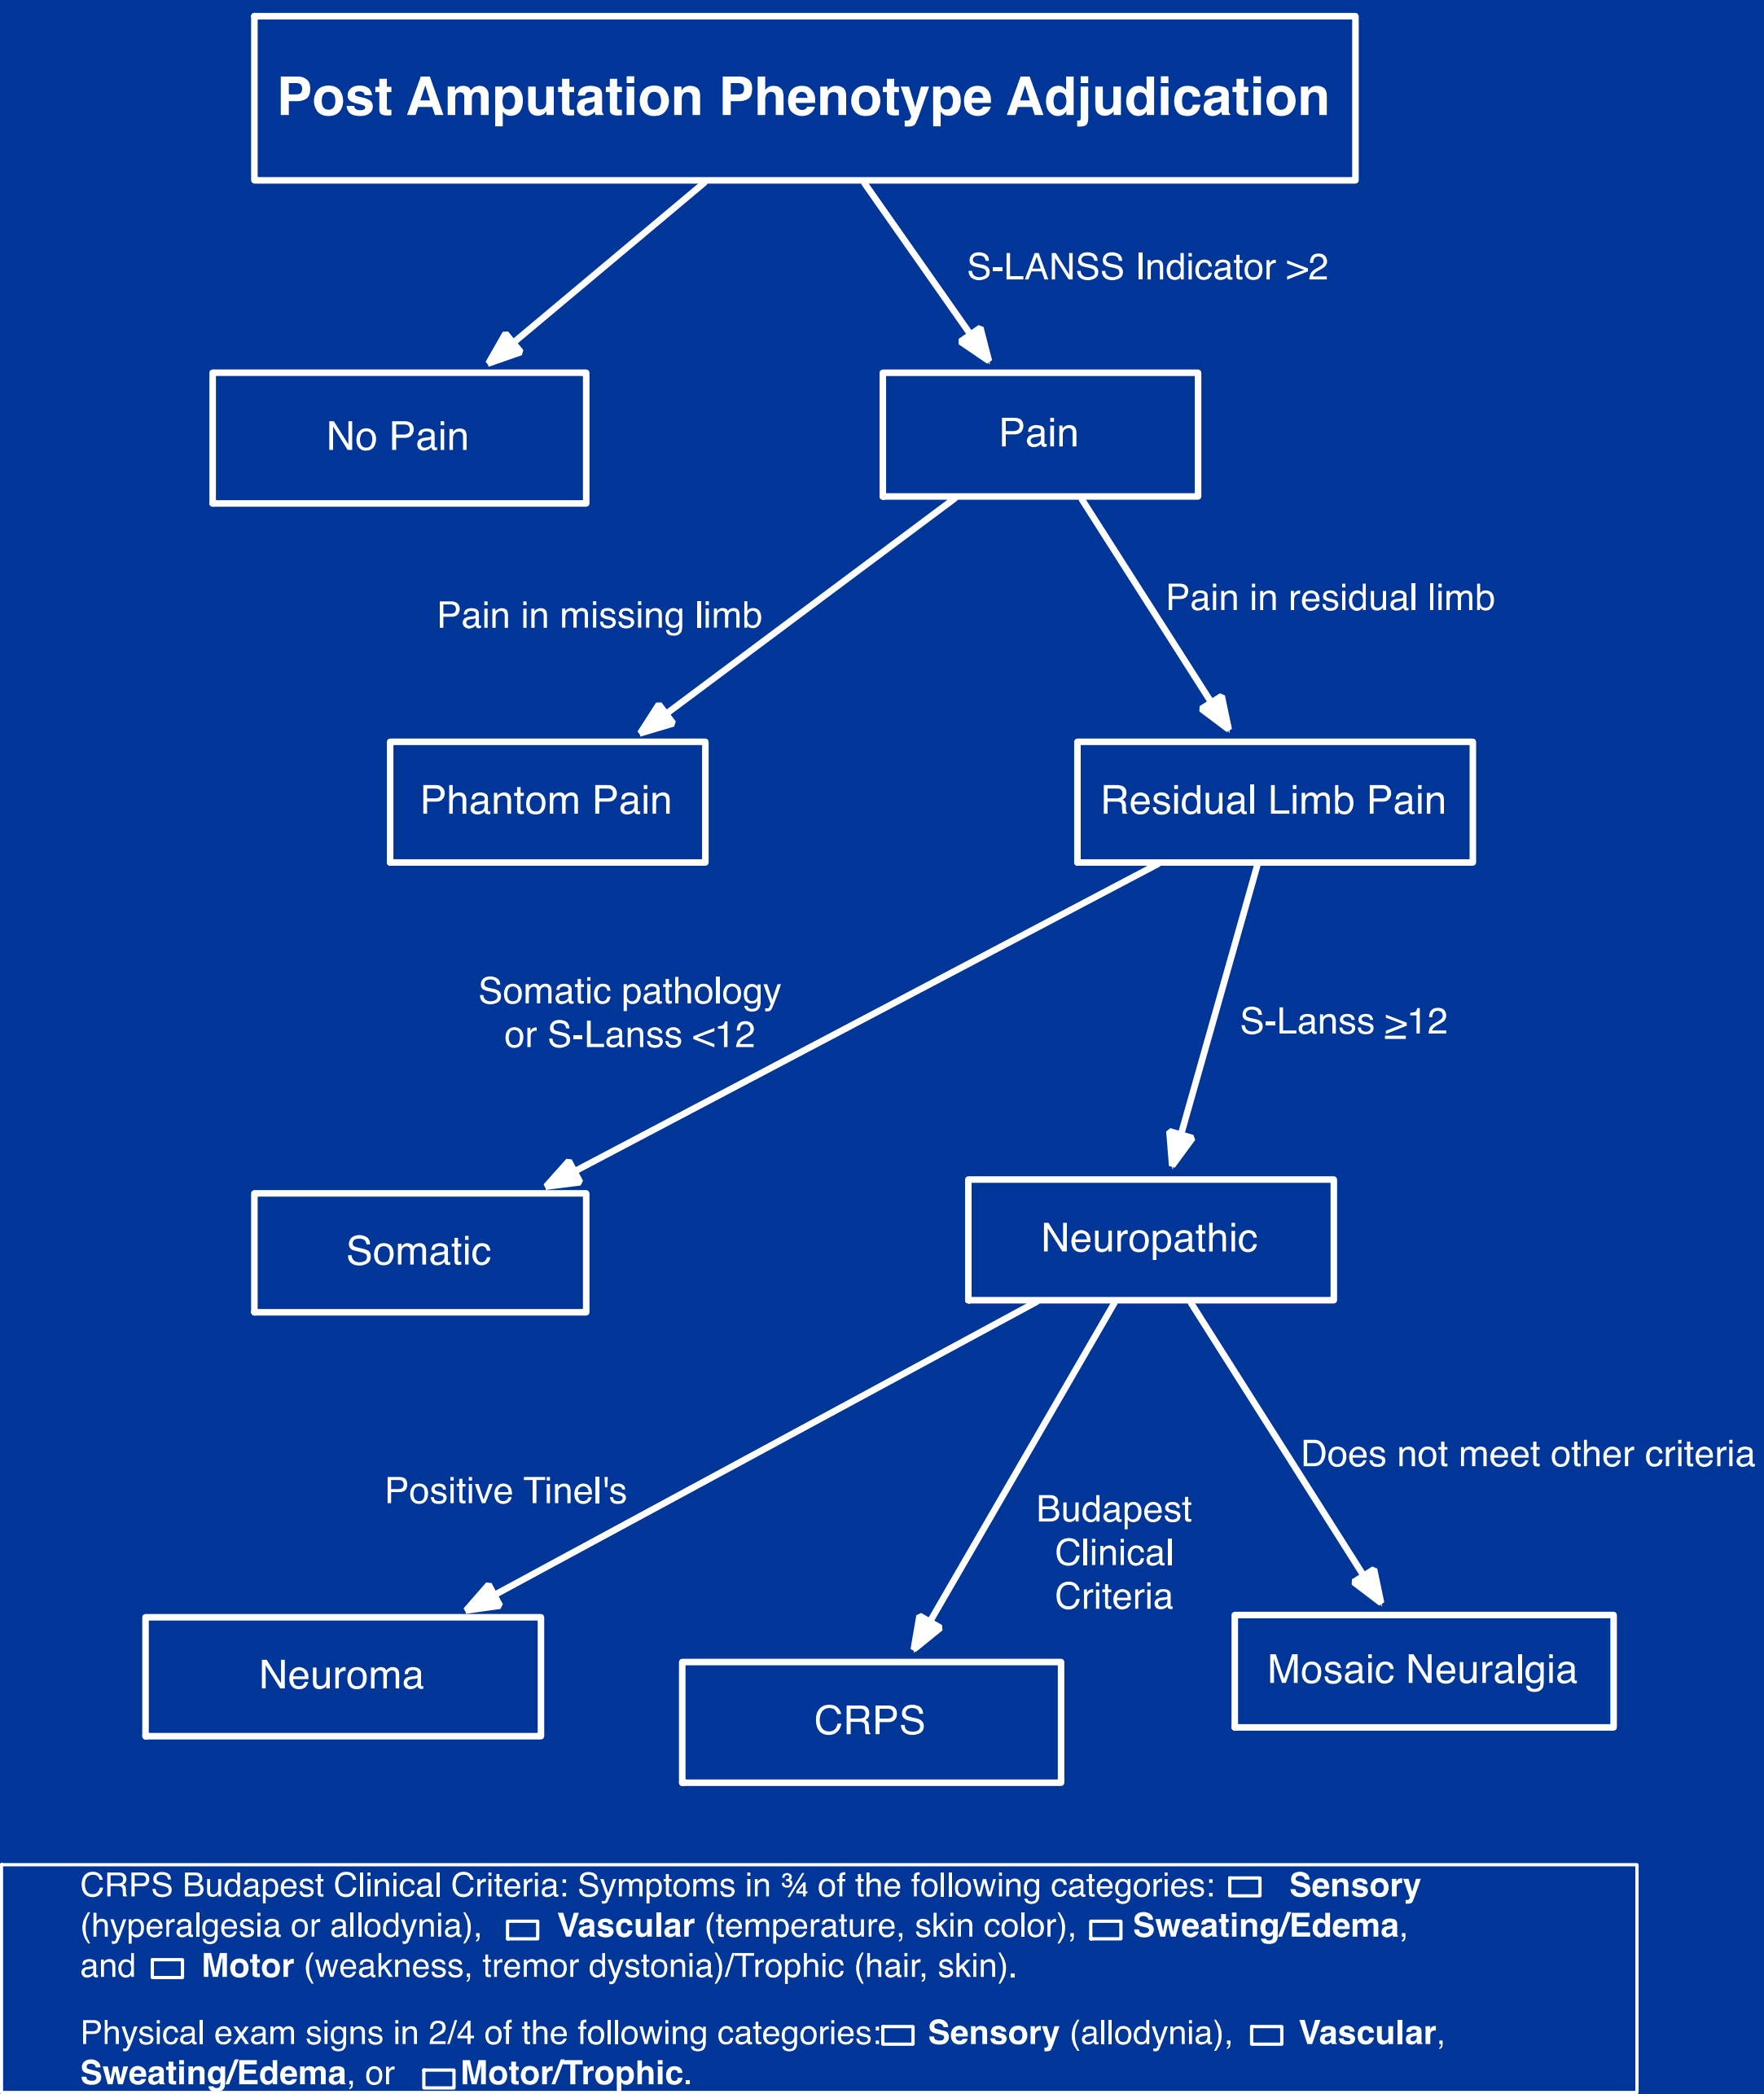 Post Amputation Phenotype Adjudication
S-LANSS Indicator >2
No Pain
Pain
Pain in missing limb
Pain in residual limb
Phantom Pain
Residual Limb Pain
Somatic pathology
or S-Lanss <12
S-Lanss ≥12
Somatic
Neuropathic
Positive Tinel's
Budapest
Clinical
Criteria
Does not meet other criteria
Neuroma
CRPS
Mosaic Neuralgia
CRPS Budapest Clinical Criteria: Symptoms in ¾ of the following categories: Sensory
(hyperalgesia or allodynia), Vascular (temperature, skin color), Sweating/Edema,
and Motor (weakness, tremor dystonia)/Trophic (hair, skin).
Physical exam signs in 2/4 of the following categories: Sensory (allodynia), Vascular,
Sweating/Edema, or Motor/Trophic.